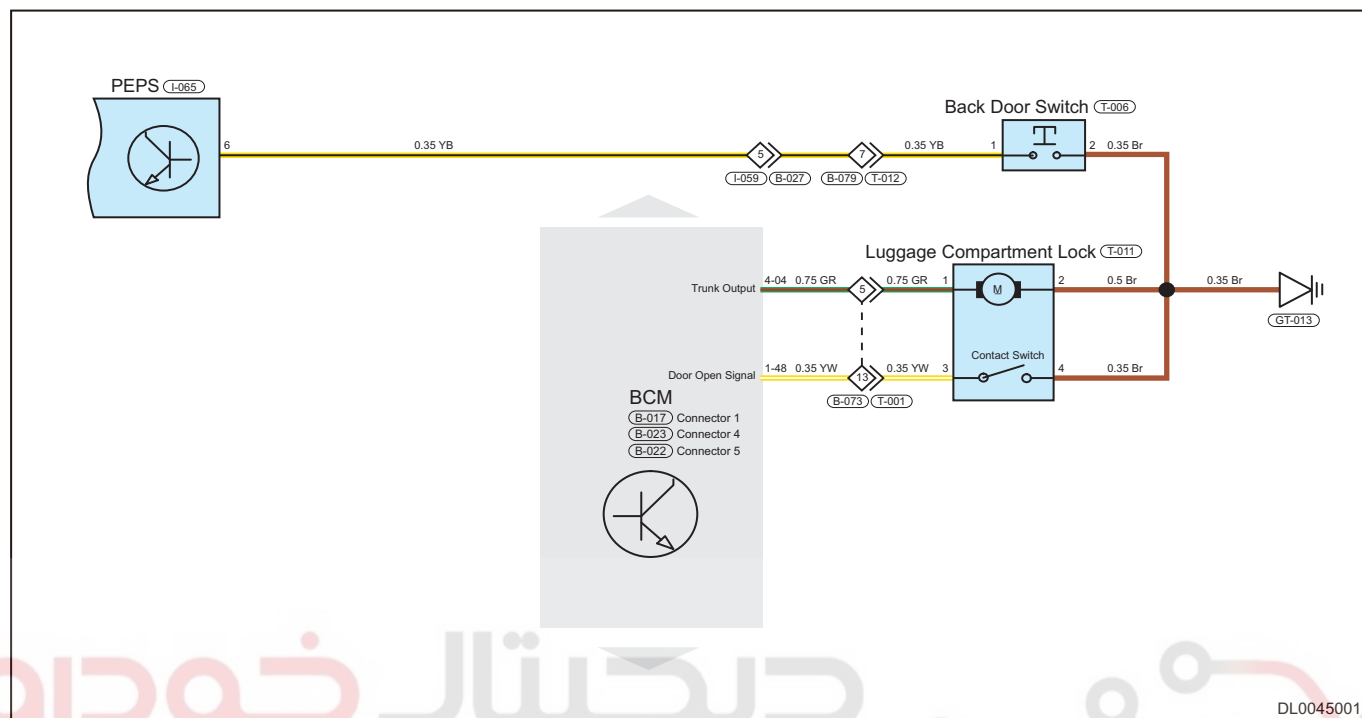 PEPS I-065
6
0.35 YB
5
I-059 B-027
7
B-079 T-012
0.35 YB
Back Door Switch T-006
1
2
0.35 Br
Luggage Compartment Lock T-011
Trunk Output
4-04
0.75 GR
5
0.75 GR
1
M
2
0.5 Br
0.35 Br
GT-013
Contact Switch
Door Open Signal
1-48
0.35 YW
13
0.35 YW
3
4
0.35 Br
B-073 T-001
BCM
B-017 Connector 1
B-023 Connector 4
B-022 Connector 5
دیجیتال خودرو
DL0045001